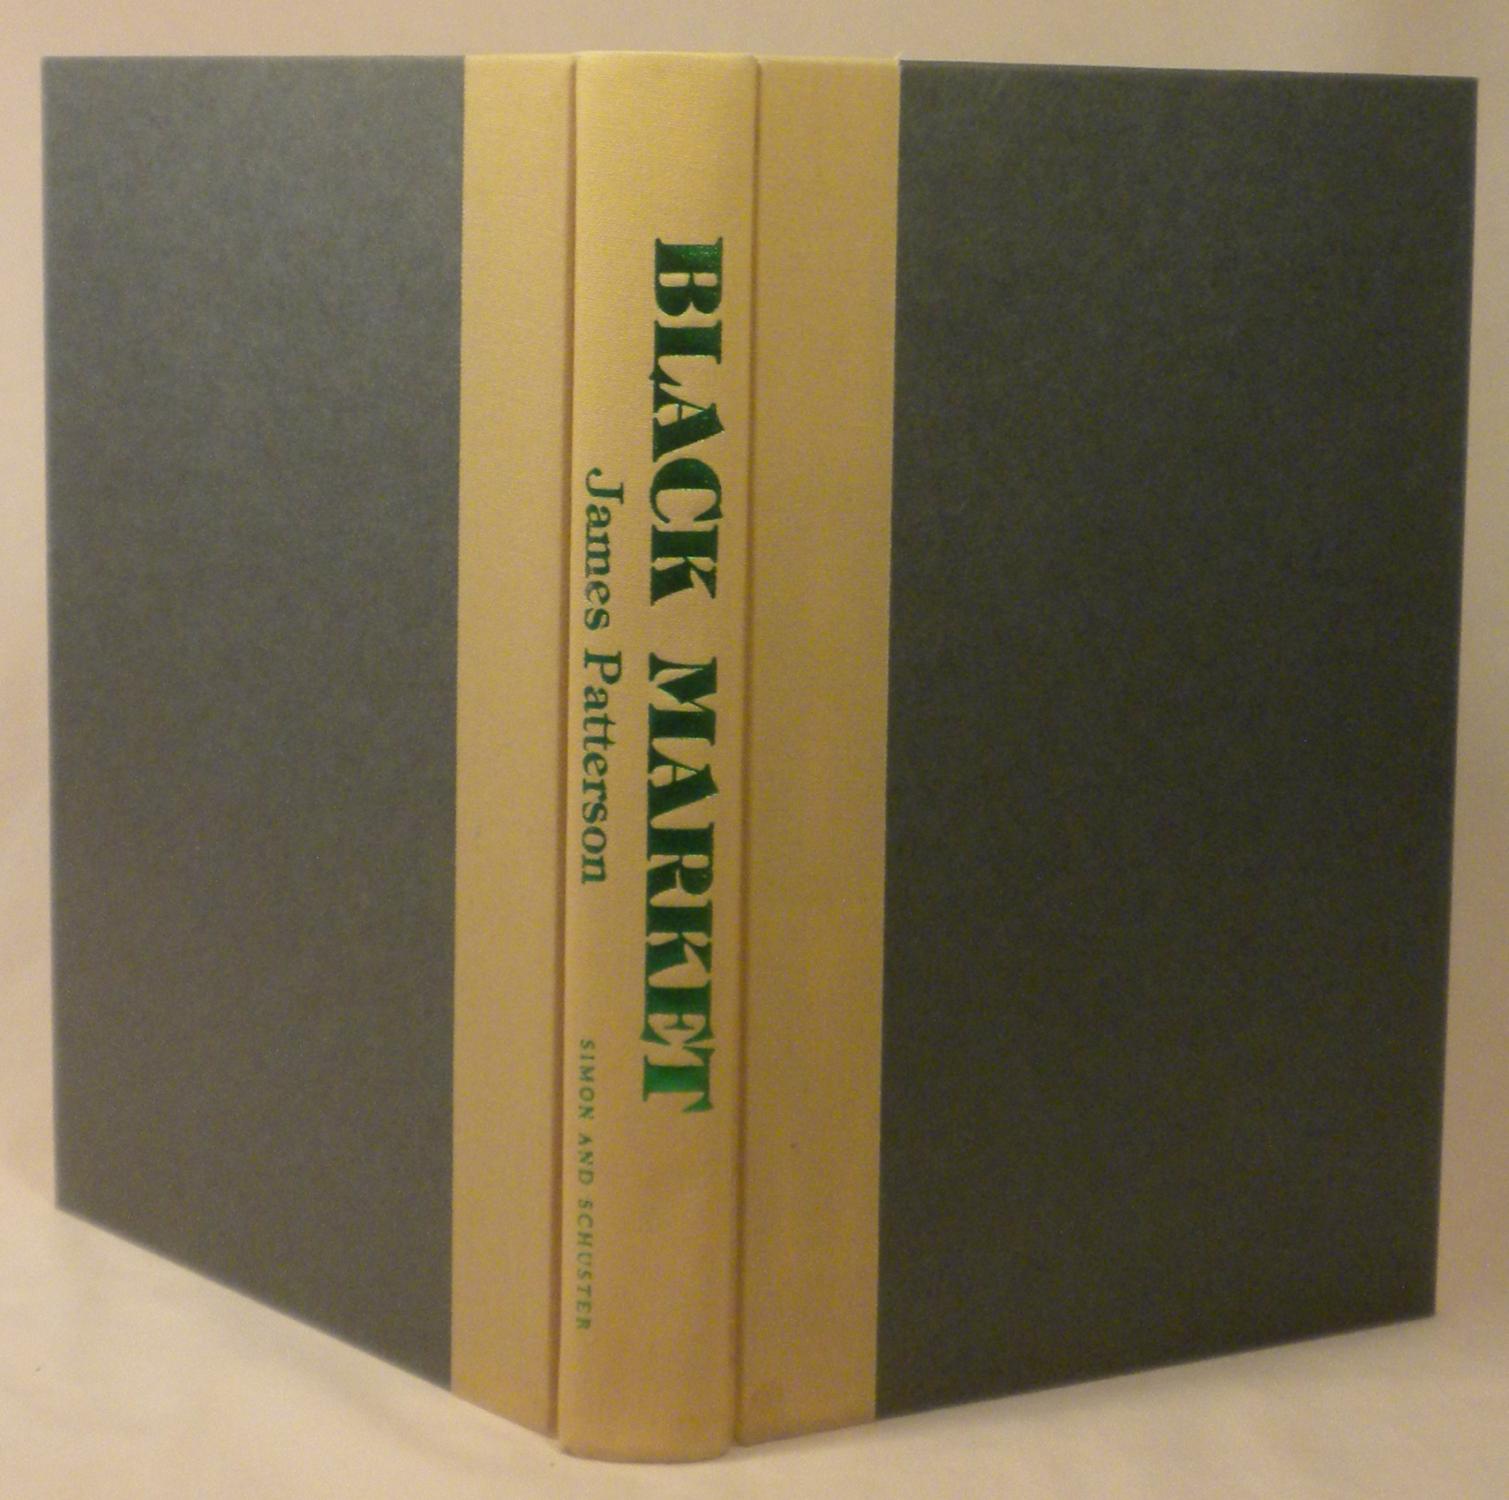 BLACK MARKET
James Patterson
SIMON AND SCHUSTER